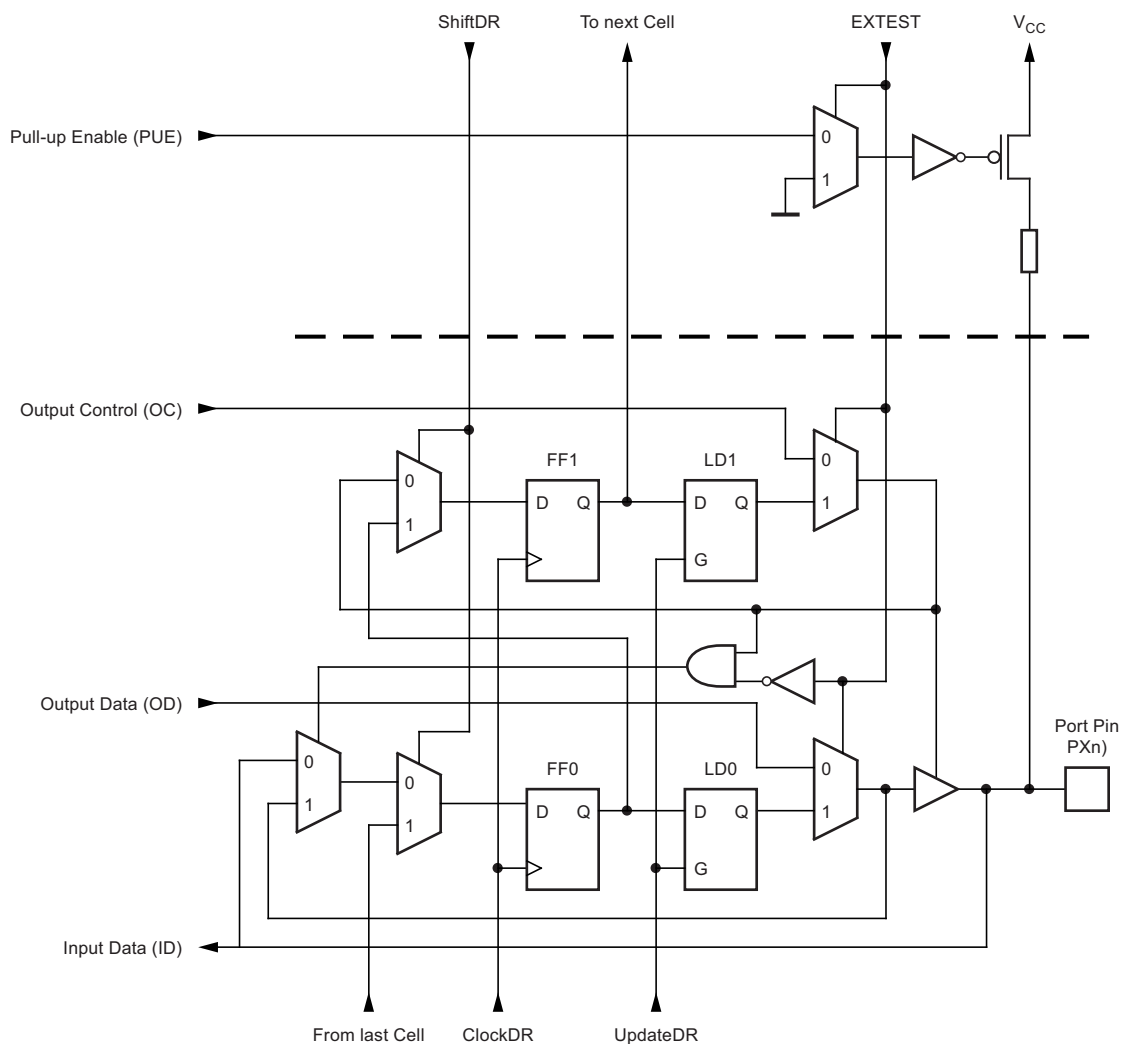 ShiftDR
To next Cell
EXTEST
VCC
Pull-up Enable (PUE)
0
1
Output Control (OC)
FF1
LD1
0
0
D Q
D Q
1
1
G
Output Data (OD)
Port Pin
PXn)
FF0
LD0
0
0
0
D Q
D Q
1
1
1
G
Input Data (ID)
From last Cell
ClockDR
UpdateDR